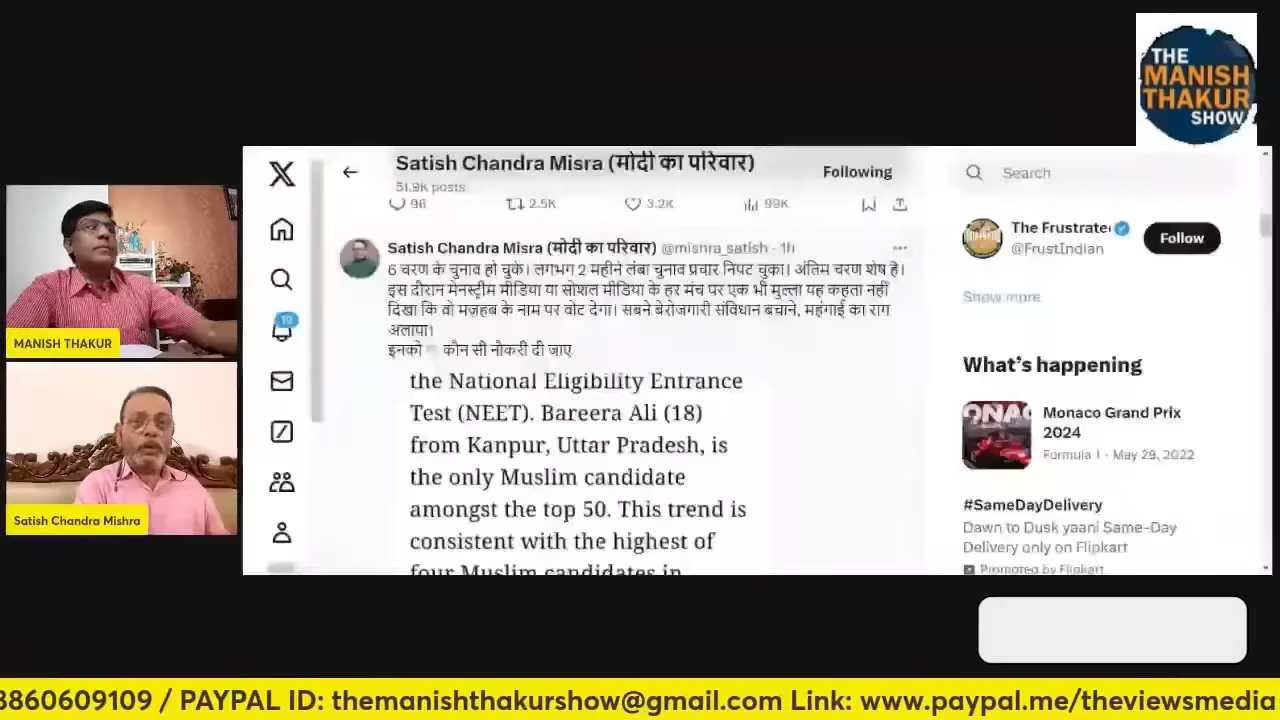 THE
MANISH
THAKUR
SHOW
Satish Chandra Misra (मोदी का परिवार)
51.9K posts
Following
Search
96 2.5K 3.2K 99K
The Frustrate
@FrustIndian
Follow
Show more
Satish Chandra Misra (मोदी का परिवार) @mishra_satish · 1h
6 चरण के चुनाव हो चुके। लगभग 2 महीने लंबा चुनाव प्रचार निपट चुका। अंतिम चरण शेष है।
इस दौरान मेनस्ट्रीम मीडिया या सोशल मीडिया के हर मंच पर एक भी मुल्ला यह कहता नहीं
दिखा कि वो मज़हब के नाम पर वोट देगा। सबने बेरोजगारी संविधान बचाने, महंगाई का राग
अलापा।
इनको कौन सी नौकरी दी जाए
the National Eligibility Entrance
Test (NEET). Bareera Ali (18)
from Kanpur, Uttar Pradesh, is
the only Muslim candidate
amongst the top 50. This trend is
consistent with the highest of
four Muslim candidates in
What's happening
Monaco Grand Prix
2024
Formula 1 · May 29, 2022
#SameDayDelivery
Dawn to Dusk yaani Same-Day
Delivery only on Flipkart
Promoted by Flipkart
MANISH THAKUR
Satish Chandra Mishra
8860609109 / PAYPAL ID: themanishthakurshow@gmail.com Link: www.paypal.me/theviewsmedia